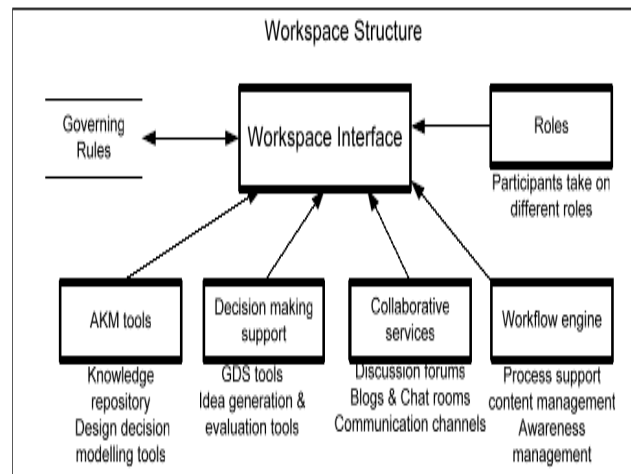 Workspace Structure
Governing
Rules
Workspace Interface
Roles
Participants take on
different roles
AKM tools
Knowledge
repository
Design decision
modelling tools
Decision making
support
GDS tools
Idea generation &
evaluation tools
Collaborative
services
Discussion forums
Blogs & Chat rooms
Communication channels
Workflow engine
Process support
content management
Awareness
management